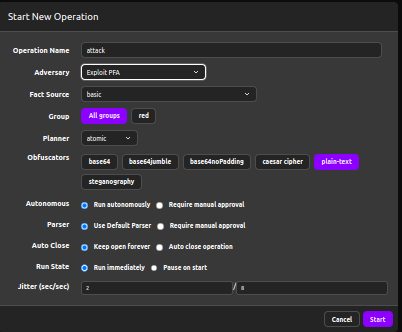 Start New Operation
Operation Name attack
Adversary Exploit PFA
Fact Source basic
Group All groups red
Planner atomic
Obfuscators base64 base64jumble base64noPadding caesar cipher plain-text
steganography
Autonomous Run autonomously Require manual approval
Parser Use Default Parser Require manual approval
Auto Close Keep open forever Auto close operation
Run State Run immediately Pause on start
Jitter (sec/sec) 2 / 8
Cancel Start